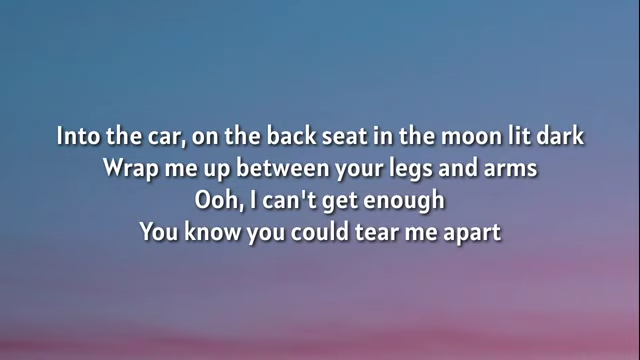 Into the car, on the back seat in the moon lit dark
Wrap me up between your legs and arms
Ooh, I can't get enough
You know you could tear me apart